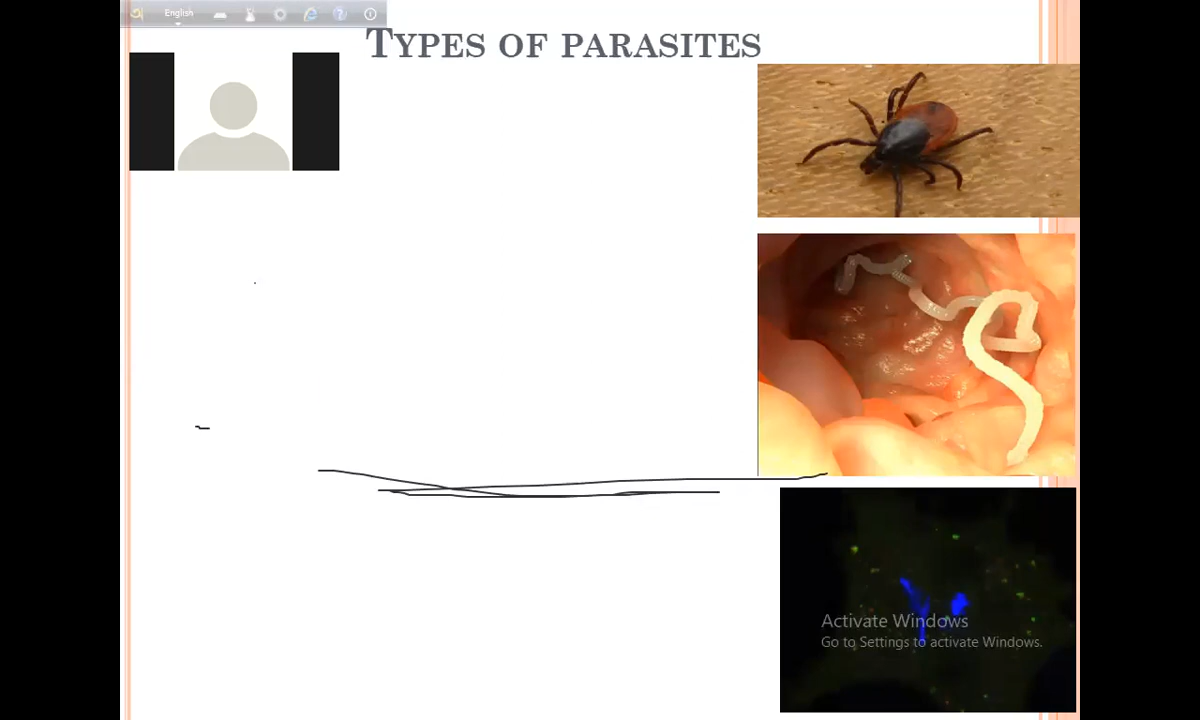 English
TYPES OF PARASITES
Activate Windows
Go to Settings to activate Windows.